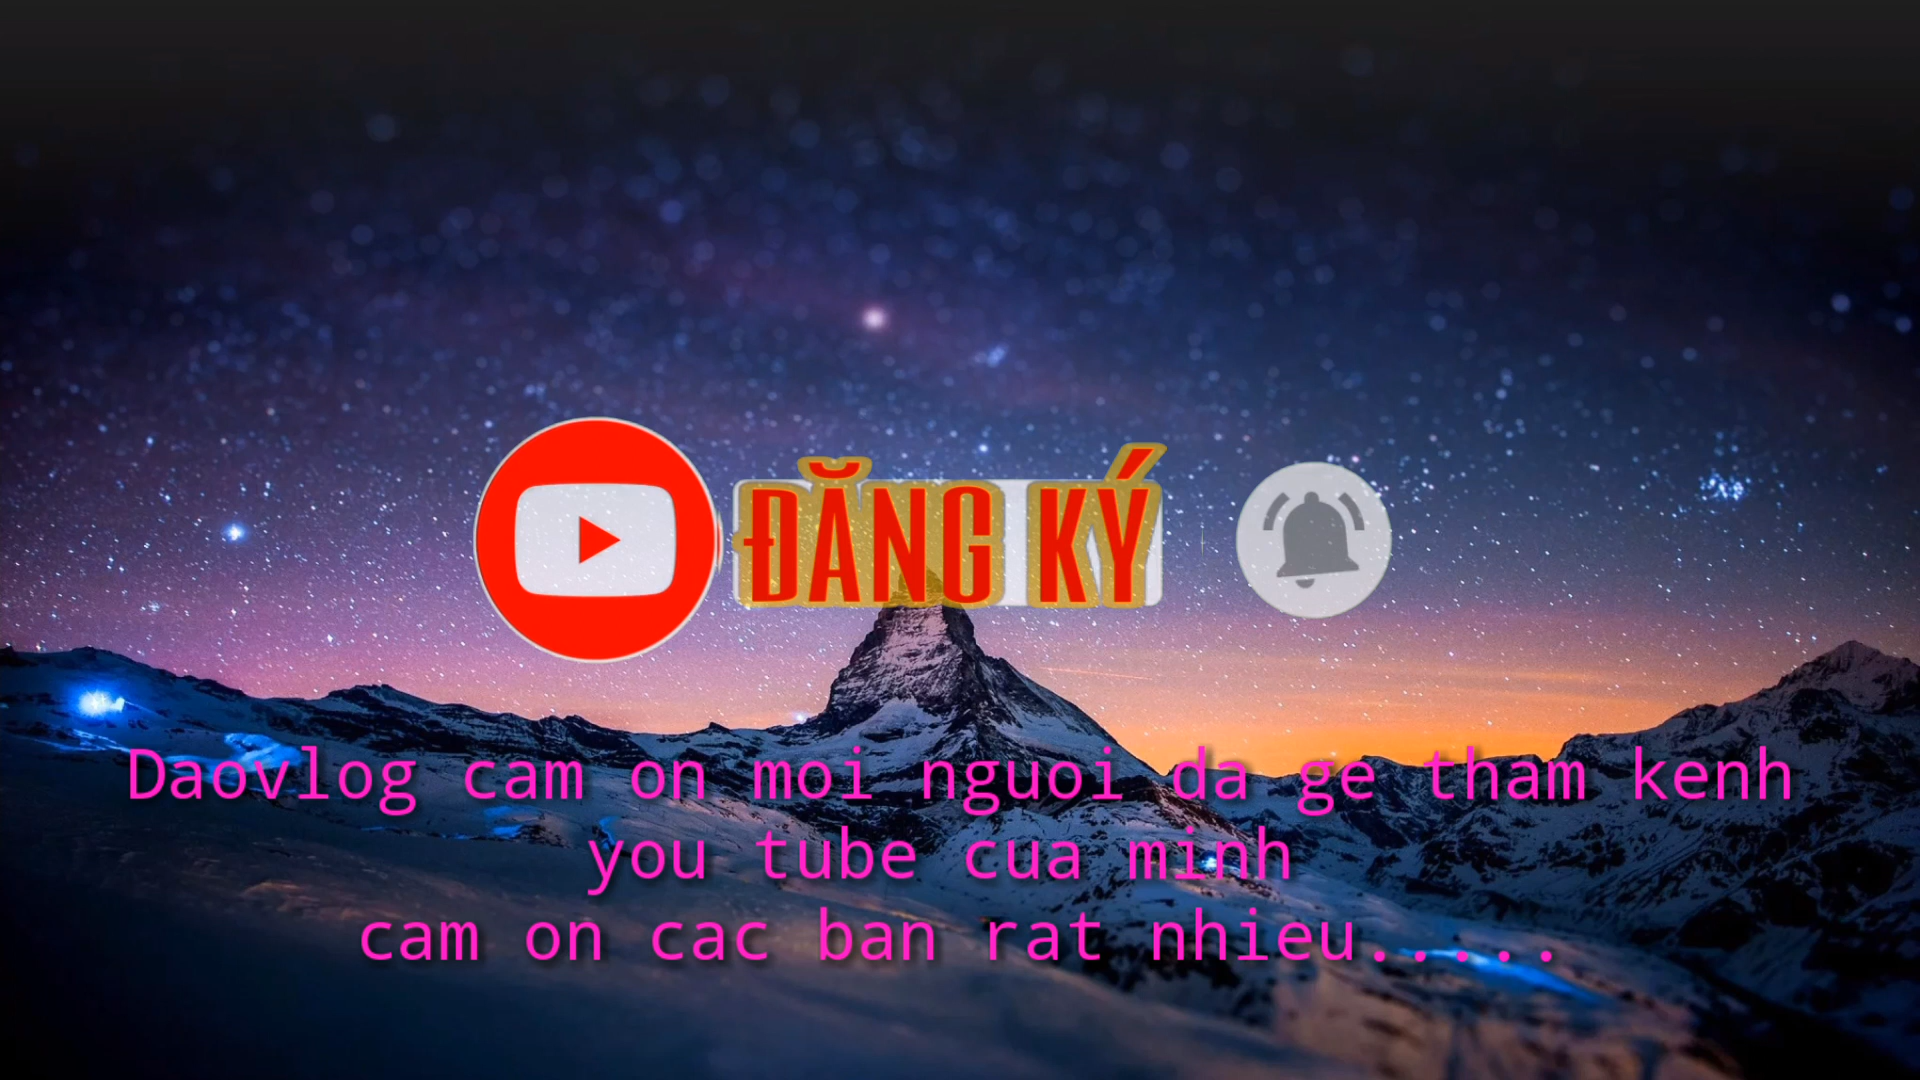 ĐĂNG KÝ
Daovlog cam on moi nguoi da ge tham kenh
you tube cua minh
cam on cac ban rat nhieu.....